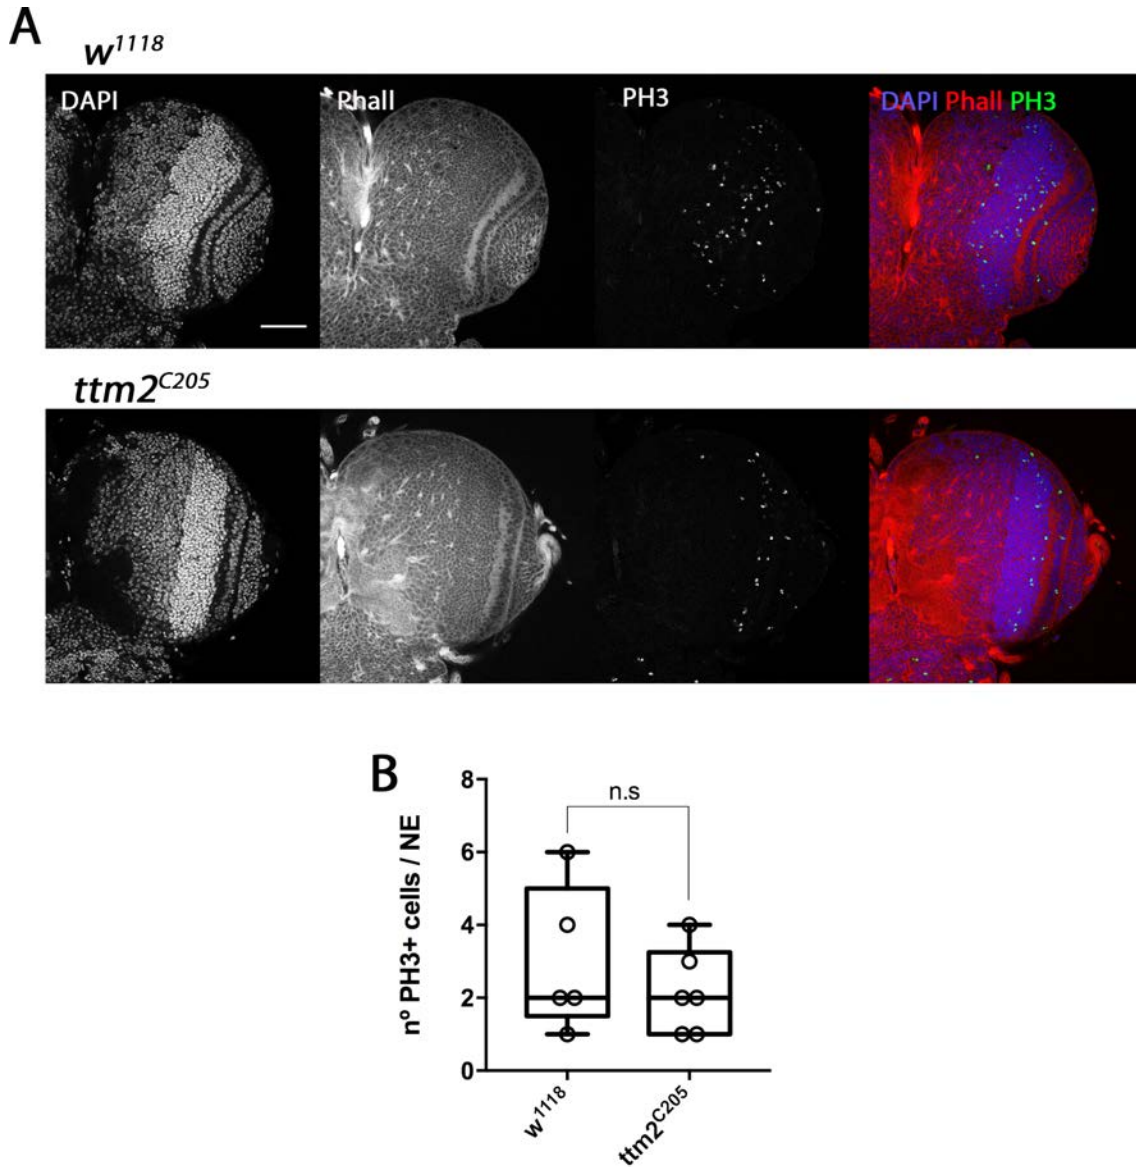 A
w1118
DAPI
Phall
PH3
DAPI Phall PH3
ttm2C205
B
n.s
8
6
4
2
0
nº PH3+ cells / NE
w1118
ttm2C205